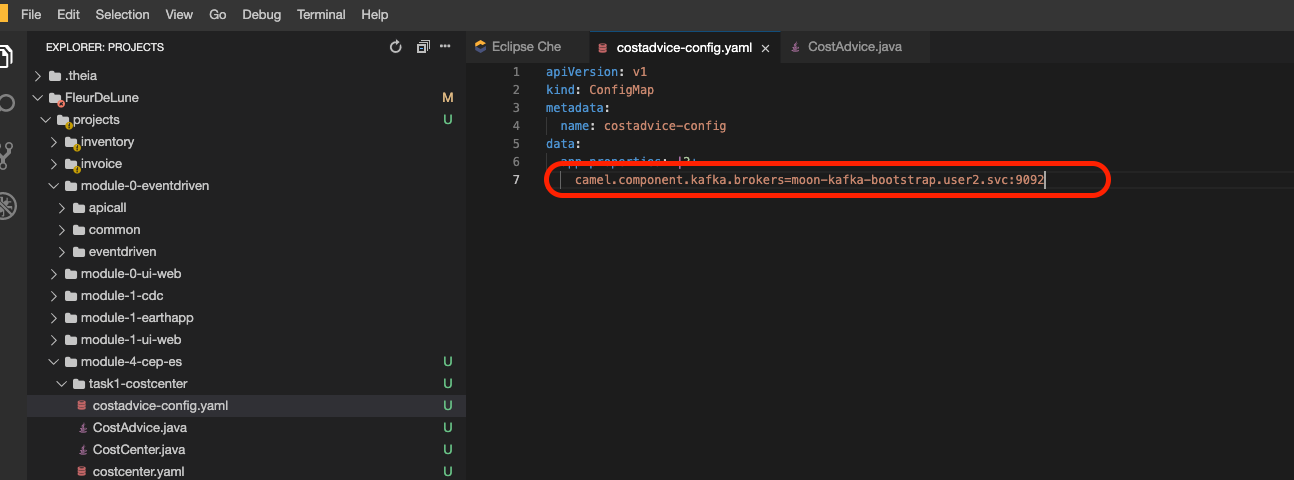 File Edit Selection View Go Debug Terminal Help
EXPLORER: PROJECTS
.theia
FleurDeLune M
projects U
inventory
invoice
module-0-eventdriven
apicall
common
eventdriven
module-0-ui-web
module-1-cdc
module-1-earthapp
module-1-ui-web
module-4-cep-es U
task1-costcenter U
costadvice-config.yaml U
CostAdvice.java U
CostCenter.java U
costcenter.yaml U
Eclipse Che costadvice-config.yaml × CostAdvice.java
1 apiVersion: v1
2 kind: ConfigMap
3 metadata:
4 name: costadvice-config
5 data:
6 app.properties: |2+
7 camel.component.kafka.brokers=moon-kafka-bootstrap.user2.svc:9092